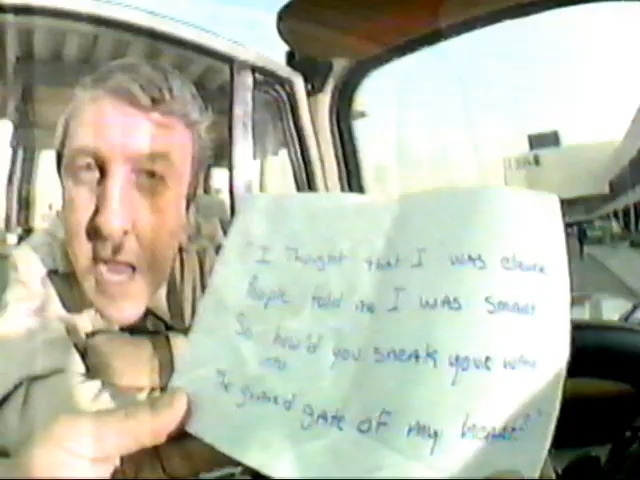 "I Thought that I was cleaver
People told me I was smart
So how'd you sneak your way
into
The guarded gate of my heart?"